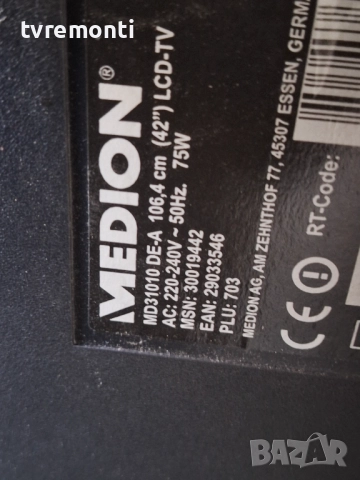 tvremonti
MEDION®
MD31010 DE-A 106,4 cm (42") LCD-TV
AC: 220-240V ~ 50Hz. 75W
MSN: 30019442
EAN: 29033546
PLU: 703
MEDION AG, AM ZEHNTHOF 77, 45307 ESSEN, GERM
RT-Code:
CE
BAZAR